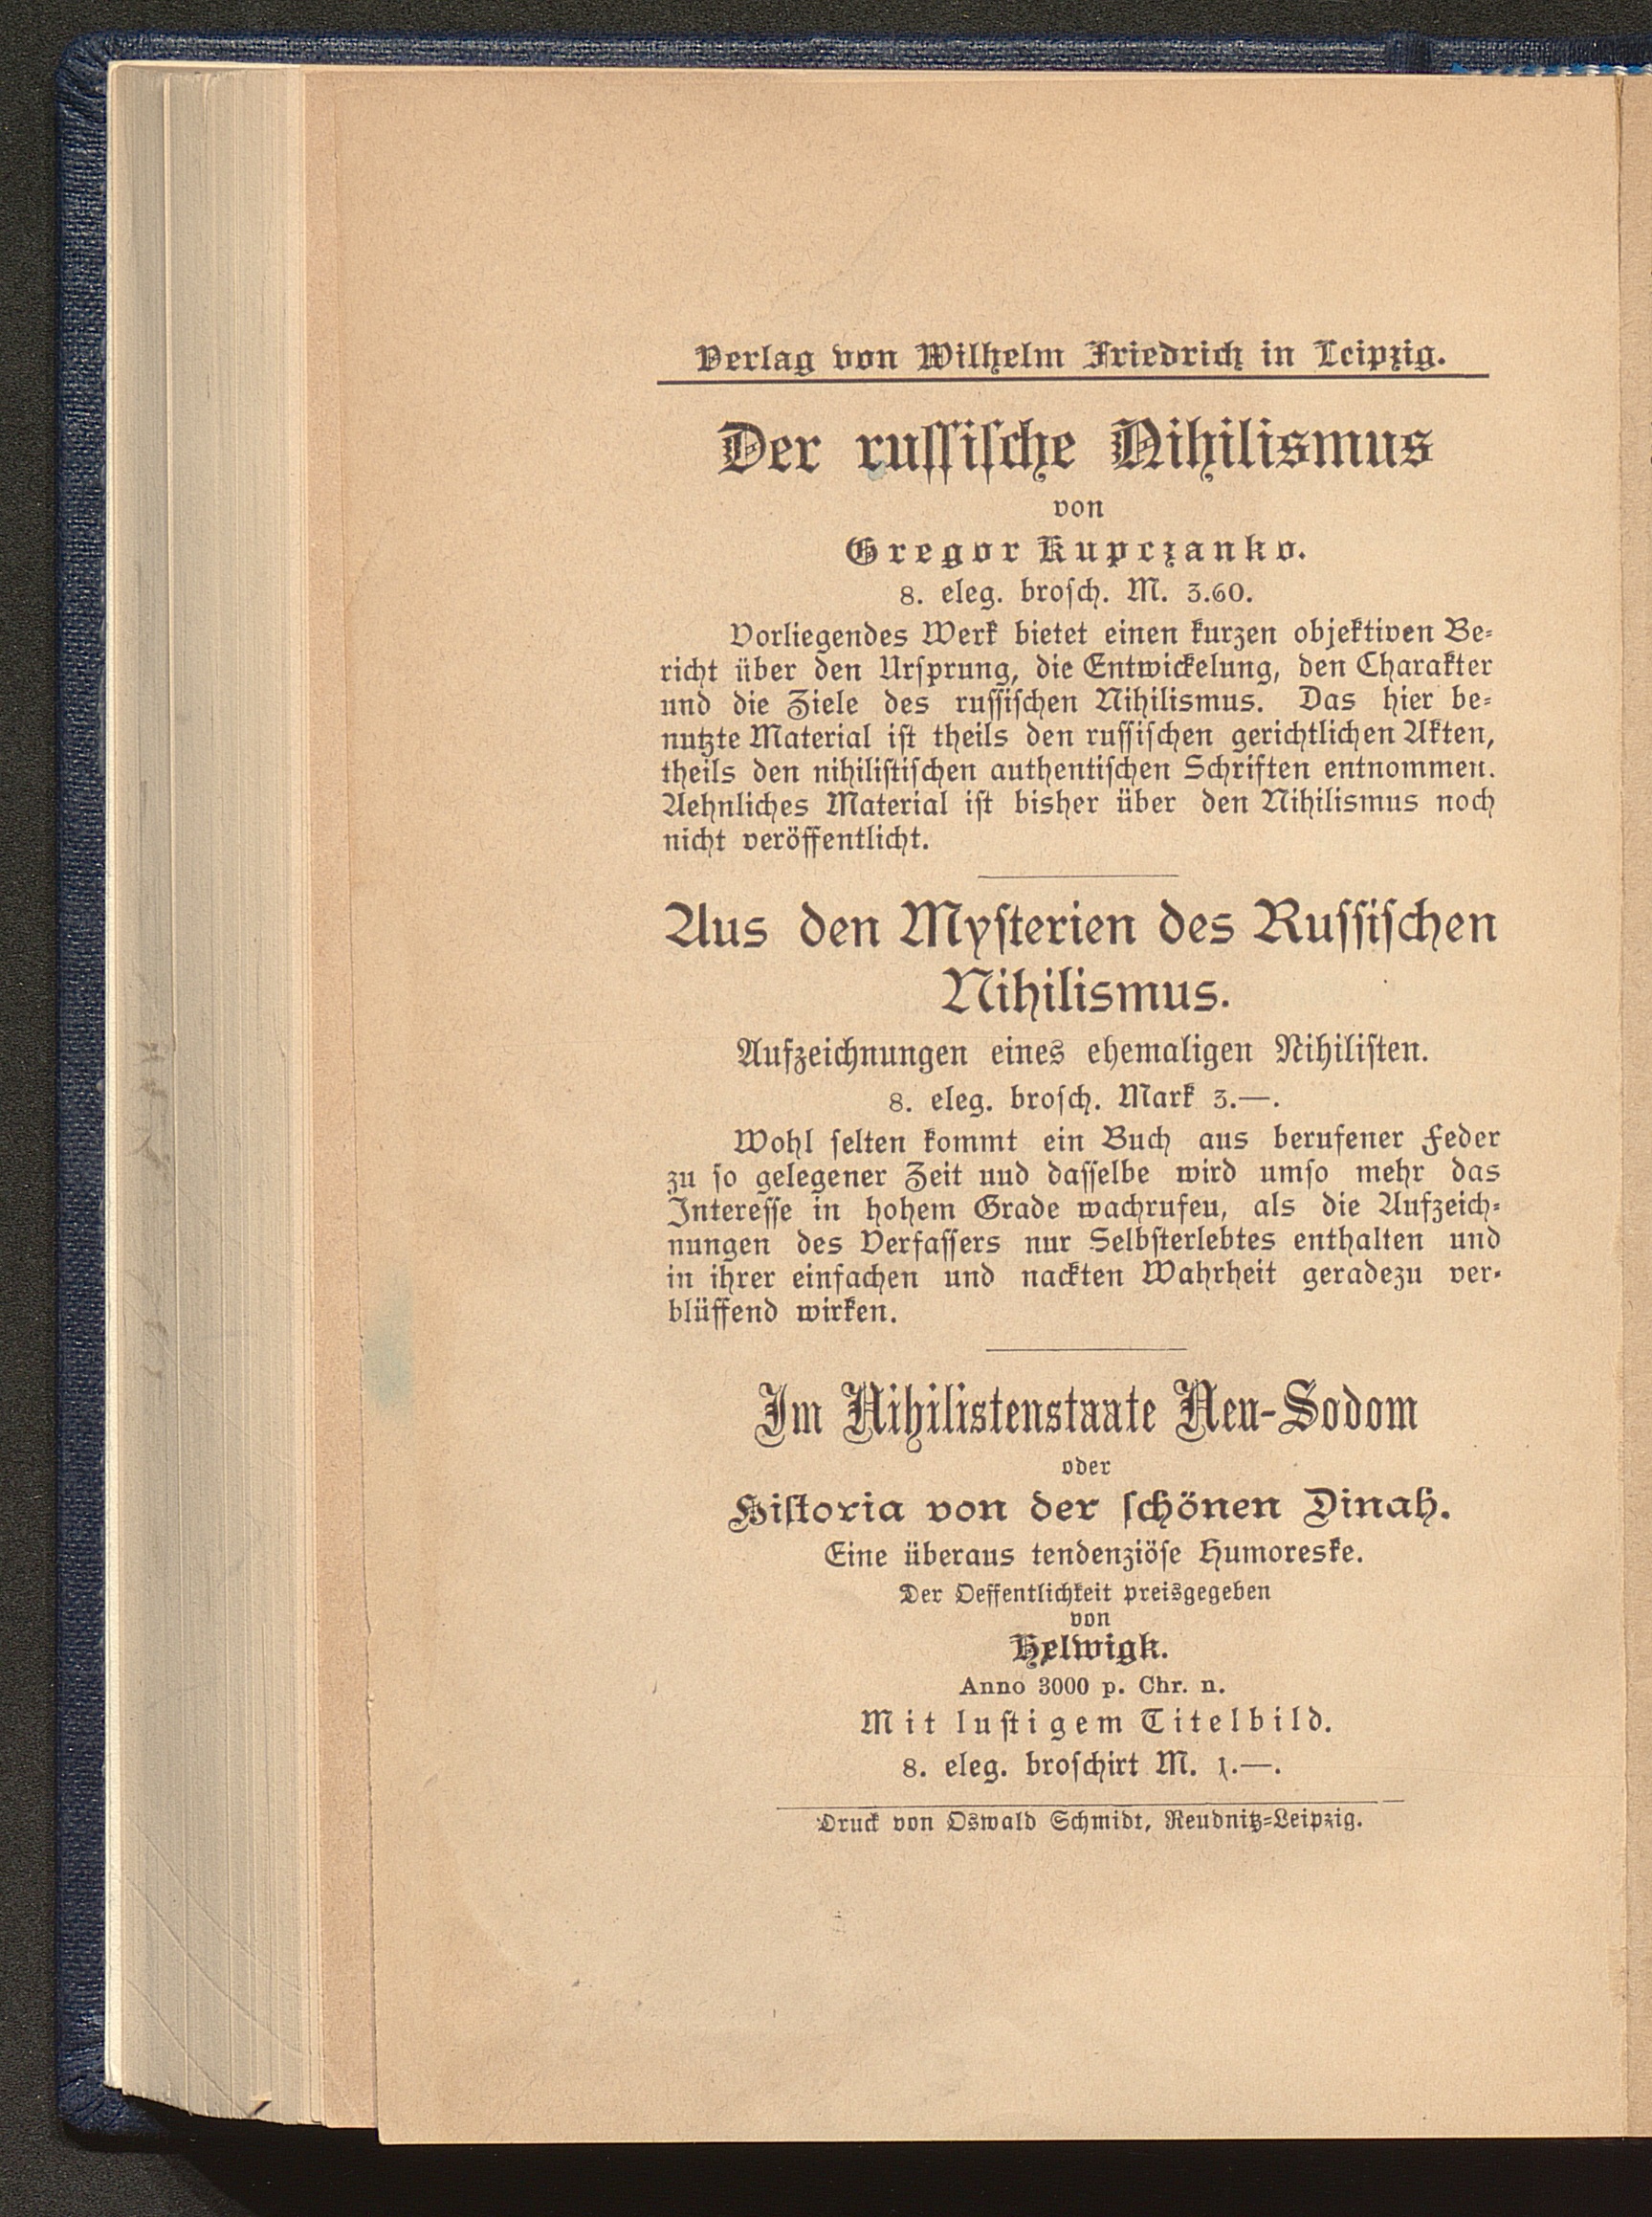 Verlag von Wilhelm Friedrich in Leipzig.
Der ruſſiſche Nihilismus
von
Gregor Kupczanko.
8. eleg. broſch. M. 3.60.
Vorliegendes Werk bietet einen kurzen objektiven Be-
richt über den Urſprung, die Entwickelung, den Charakter
und die Ziele des ruſſiſchen Nihilismus. Das hier be-
nutzte Material iſt theils den ruſſiſchen gerichtlichen Akten,
theils den nihiliſtiſchen authentiſchen Schriften entnommen.
Aehnliches Material iſt bisher über den Nihilismus noch
nicht veröffentlicht.
Aus den Myſterien des Ruſſiſchen
Nihilismus.
Aufzeichnungen eines ehemaligen Nihiliſten.
8. eleg. broſch. Mark 3.—.
Wohl ſelten kommt ein Buch aus berufener Feder
zu ſo gelegener Zeit uud daſſelbe wird umſo mehr das
Intereſſe in hohem Grade wachrufeu, als die Aufzeich-
nungen des Verfaſſers nur Selbſterlebtes enthalten und
in ihrer einfachen und nackten Wahrheit geradezu ver-
blüffend wirken.
Im Nihilistenstaate Neu-Sodom
oder
Hiſtoria von der ſchönen Dinah.
Eine überaus tendenziöſe Humoreske.
Der Oeffentlichkeit preisgegeben
von
Helwigk.
Anno 3000 p. Chr. n.
Mit luſtigem Titelbild.
8. eleg. broſchirt M. 1.—.
Druck von Oswald Schmidt, Reudnitz-Leipzig.